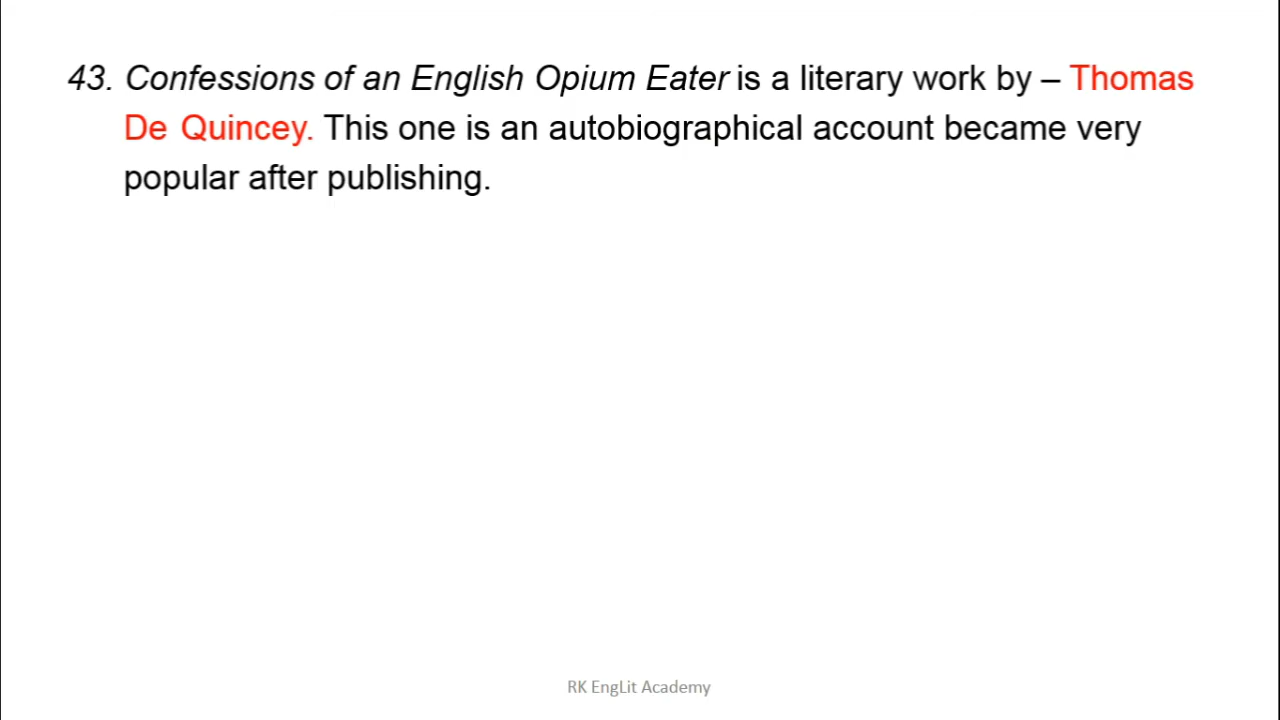 43. Confessions of an English Opium Eater is a literary work by – Thomas
De Quincey. This one is an autobiographical account became very
popular after publishing.
RK EngLit Academy